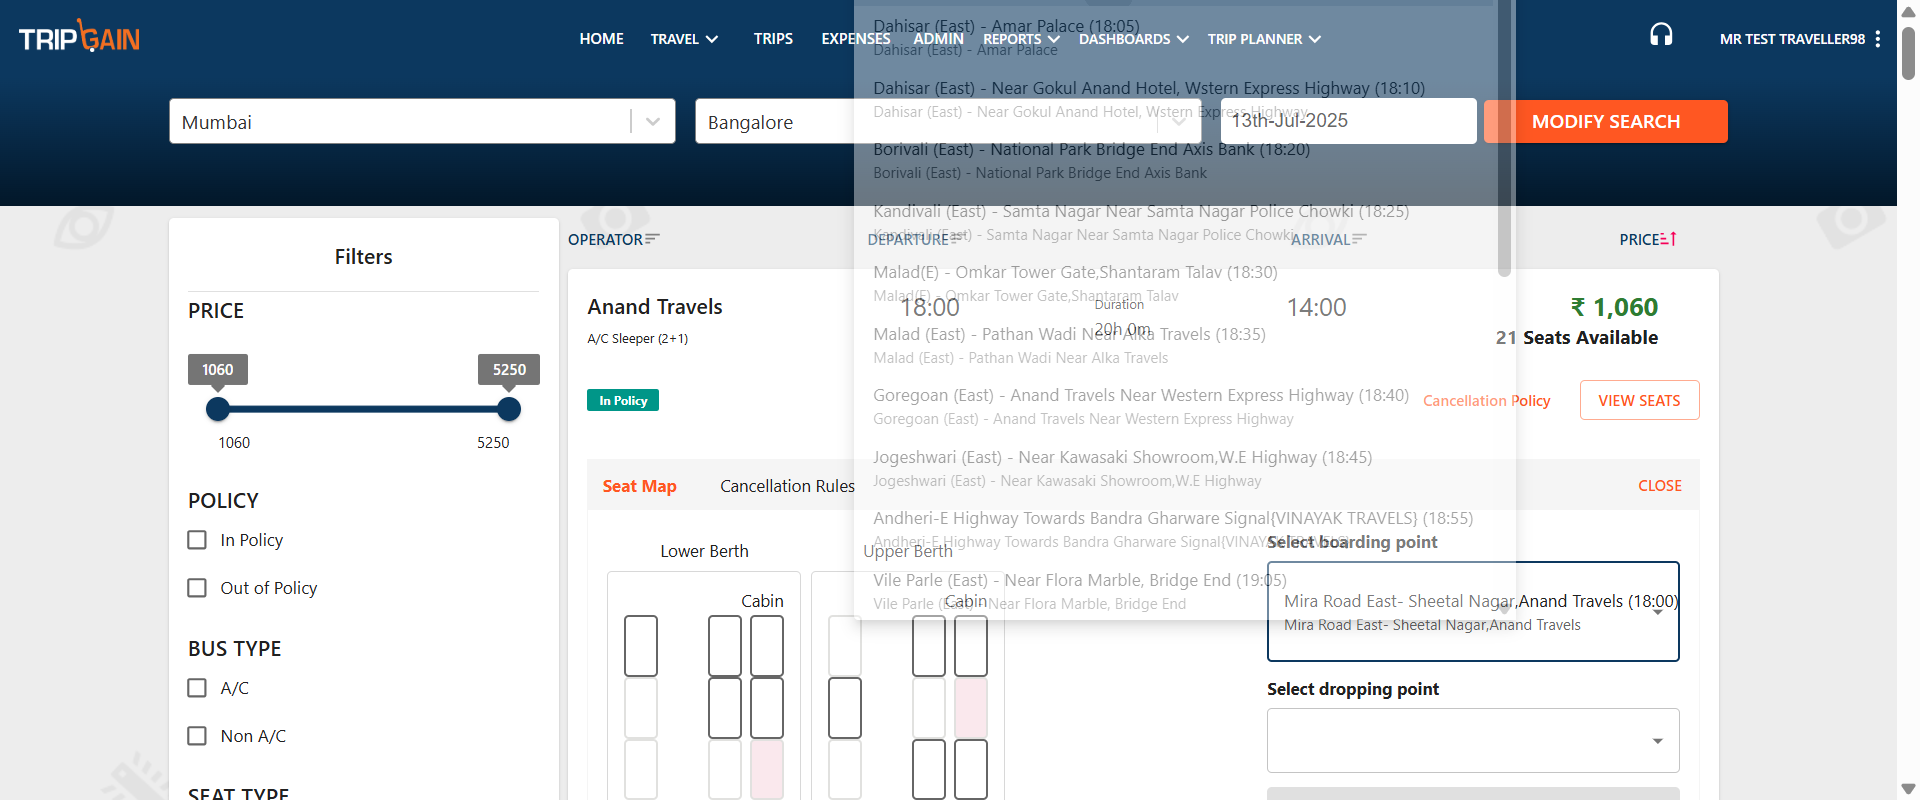 TRIPGAIN
HOME
TRAVEL
TRIPS
EXPENSES
ADMIN
REPORTS
DASHBOARDS
TRIP PLANNER
MR TEST TRAVELLER98
Mumbai
Bangalore
13th-Jul-2025
MODIFY SEARCH
Dahisar (East) - Amar Palace (18:05)
Dahisar (East) - Amar Palace
Dahisar (East) - Near Gokul Anand Hotel, Wstern Express Highway (18:10)
Dahisar (East) - Near Gokul Anand Hotel, Wstern Express Highway
Borivali (East) - National Park Bridge End Axis Bank (18:20)
Borivali (East) - National Park Bridge End Axis Bank
Kandivali (East) - Samta Nagar Near Samta Nagar Police Chowki (18:25)
Kandivali (East) - Samta Nagar Near Samta Nagar Police Chowki
Malad(E) - Omkar Tower Gate,Shantaram Talav (18:30)
Malad(E) - Omkar Tower Gate,Shantaram Talav
Malad (East) - Pathan Wadi Near Alka Travels (18:35)
Malad (East) - Pathan Wadi Near Alka Travels
Goregoan (East) - Anand Travels Near Western Express Highway (18:40)
Goregoan (East) - Anand Travels Near Western Express Highway
Jogeshwari (East) - Near Kawasaki Showroom,W.E Highway (18:45)
Jogeshwari (East) - Near Kawasaki Showroom,W.E Highway
Andheri-E Highway Towards Bandra Gharware Signal{VINAYAK TRAVELS} (18:55)
Andheri-E Highway Towards Bandra Gharware Signal{VINAYAK TRAVELS}
Vile Parle (East) - Near Flora Marble, Bridge End (19:05)
Vile Parle (East) - Near Flora Marble, Bridge End
Filters
PRICE
1060
5250
1060
5250
POLICY
In Policy
Out of Policy
BUS TYPE
A/C
Non A/C
SEAT TYPE
OPERATOR
DEPARTURE
ARRIVAL
PRICE
Anand Travels
A/C Sleeper (2+1)
In Policy
18:00
Duration
20h 0m
14:00
₹ 1,060
21 Seats Available
Cancellation Policy
VIEW SEATS
Seat Map
Cancellation Rules
CLOSE
Lower Berth
Upper Berth
Cabin
Cabin
Select boarding point
Mira Road East- Sheetal Nagar,Anand Travels (18:00)
Mira Road East- Sheetal Nagar,Anand Travels
Select dropping point